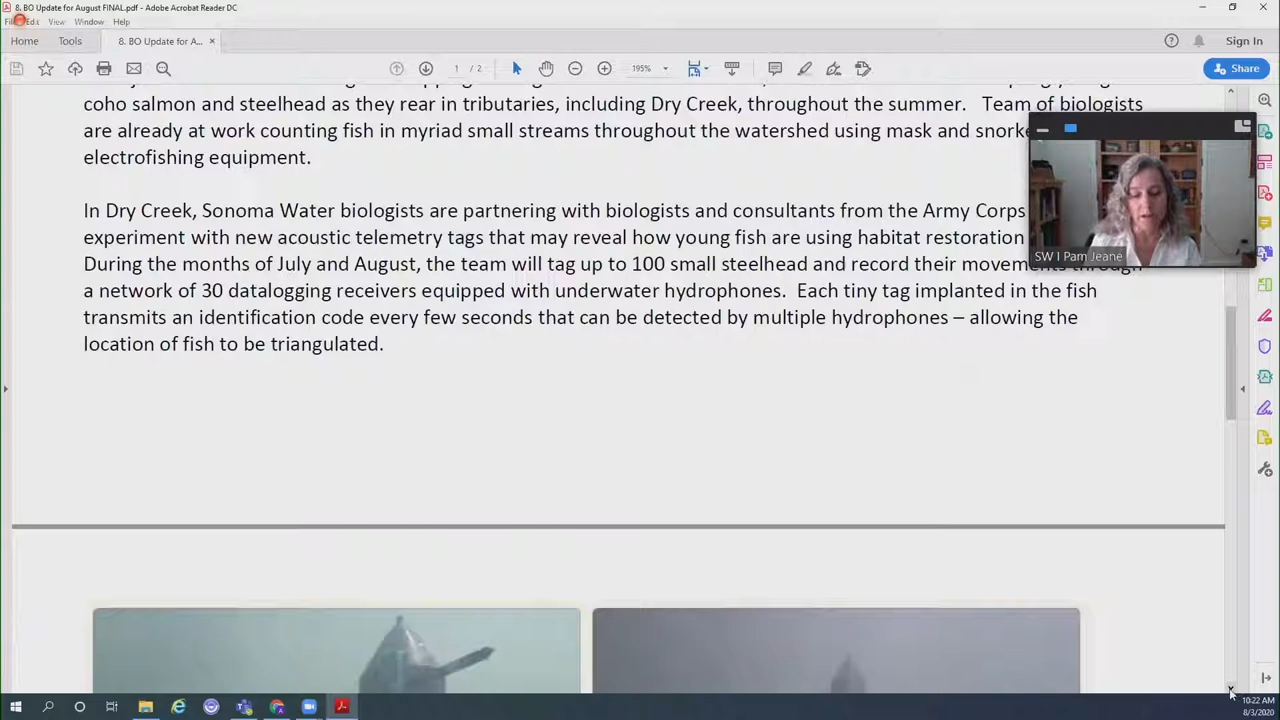 8. BO Update for August FINAL.pdf - Adobe Acrobat Reader DC
Edit View Window Help
Home Tools 8. BO Update for A... × Sign In
1 / 2 195% Share
coho salmon and steelhead as they rear in tributaries, including Dry Creek, throughout the summer. Team of biologists
are already at work counting fish in myriad small streams throughout the watershed using mask and
electrofishing equipment.
In Dry Creek, Sonoma Water biologists are partnering with biologists and consultants from the Army Corps
experiment with new acoustic telemetry tags that may reveal how young fish are using habitat restoration
During the months of July and August, the team will tag up to 100 small steelhead and record their movements through
a network of 30 datalogging receivers equipped with underwater hydrophones. Each tiny tag implanted in the fish
transmits an identification code every few seconds that can be detected by multiple hydrophones – allowing the
location of fish to be triangulated.
SW I Pam Jeane
10:22 AM
8/3/2020